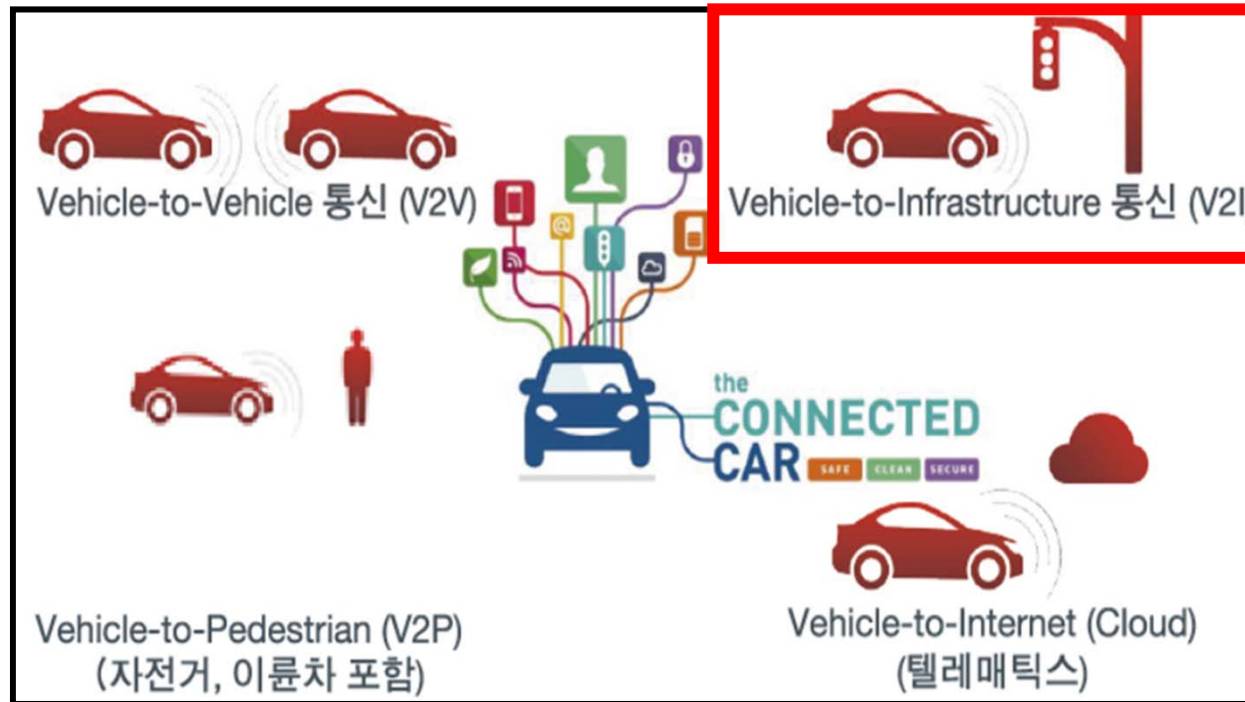 Vehicle-to-Vehicle 통신 (V2V)
Vehicle-to-Infrastructure 통신 (V2I
@
the
CONNECTED
CAR SAFE CLEAN SECURE
Vehicle-to-Pedestrian (V2P)
(자전거, 이륜차 포함)
Vehicle-to-Internet (Cloud)
(텔레매틱스)